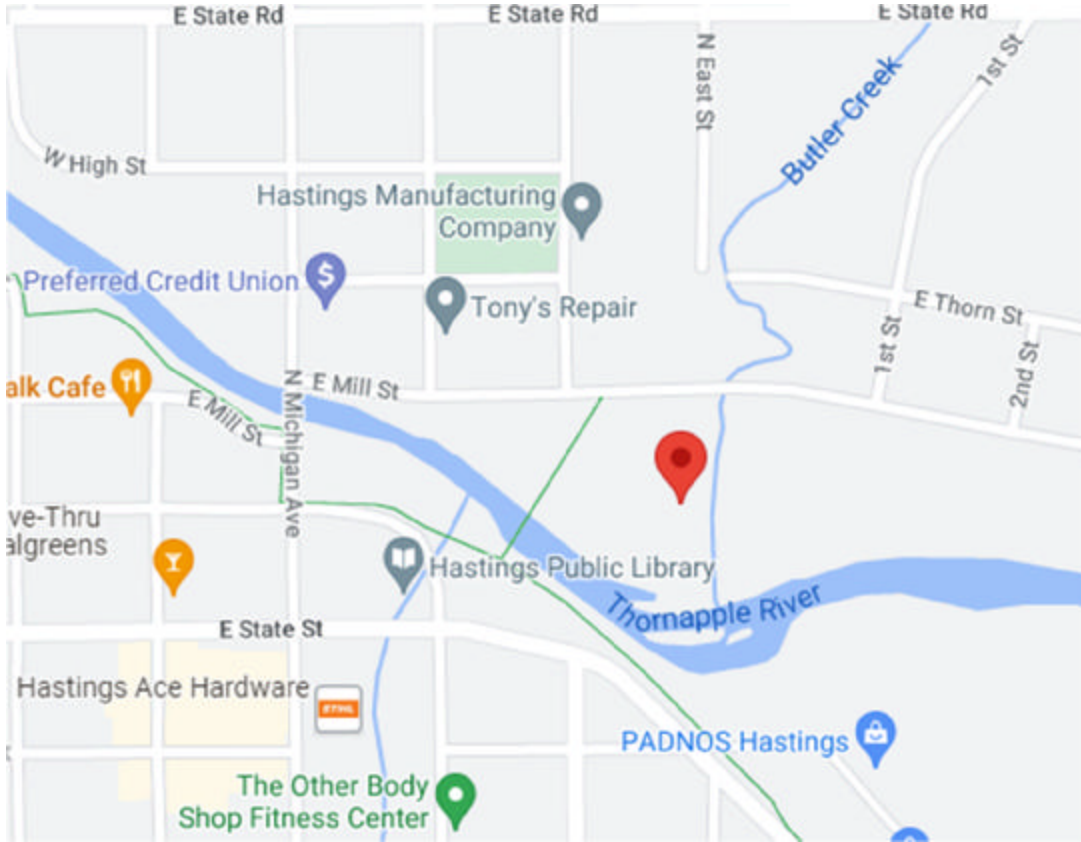 E State Rd
E State Rd
E State Rd
N East St
1st St
Butler Creek
W High St
Hastings Manufacturing
Company
Preferred Credit Union
$
Tony's Repair
E Thorn St
1st St
2nd St
alk Cafe
E Mill St
E Mill St
N Michigan Ave
ve-Thru
algreens
Hastings Public Library
Thornapple River
E State St
Hastings Ace Hardware
STIHL
PADNOS Hastings
The Other Body
Shop Fitness Center